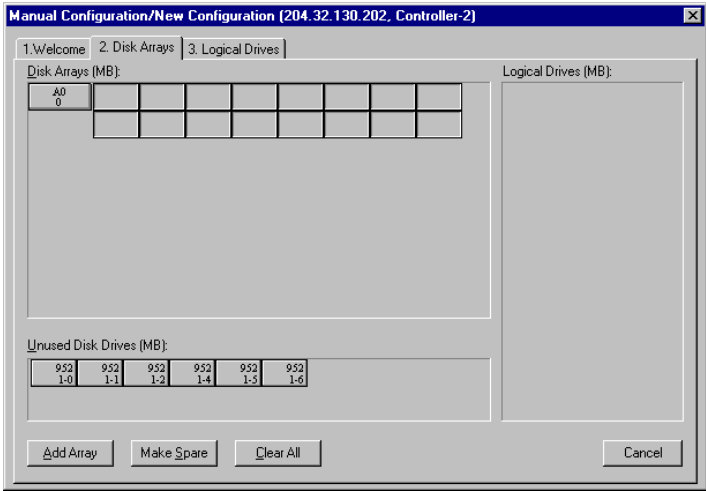 Manual Configuration/New Configuration (204.32.130.202, Controller-2)
1.Welcome 2. Disk Arrays 3. Logical Drives
Disk Arrays (MB): Logical Drives (MB):
A0
0
Unused Disk Drives (MB):
952 952 952 952 952 952
1-0 1-1 1-2 1-4 1-5 1-6
Add Array Make Spare Clear All Cancel